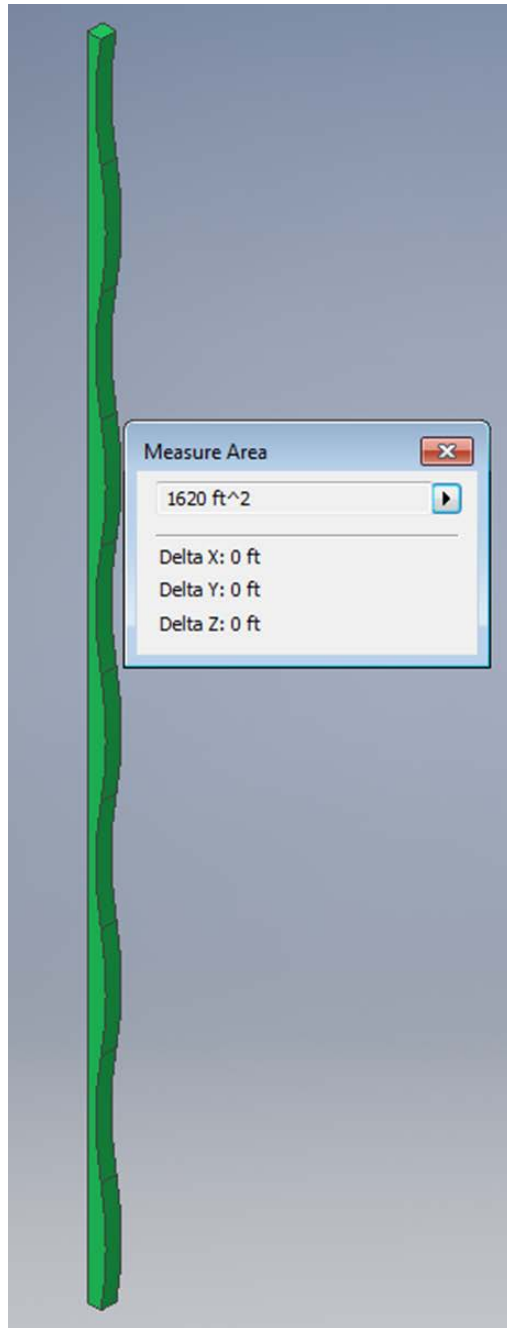 Measure Area
1620 ft^2
Delta X: 0 ft
Delta Y: 0 ft
Delta Z: 0 ft